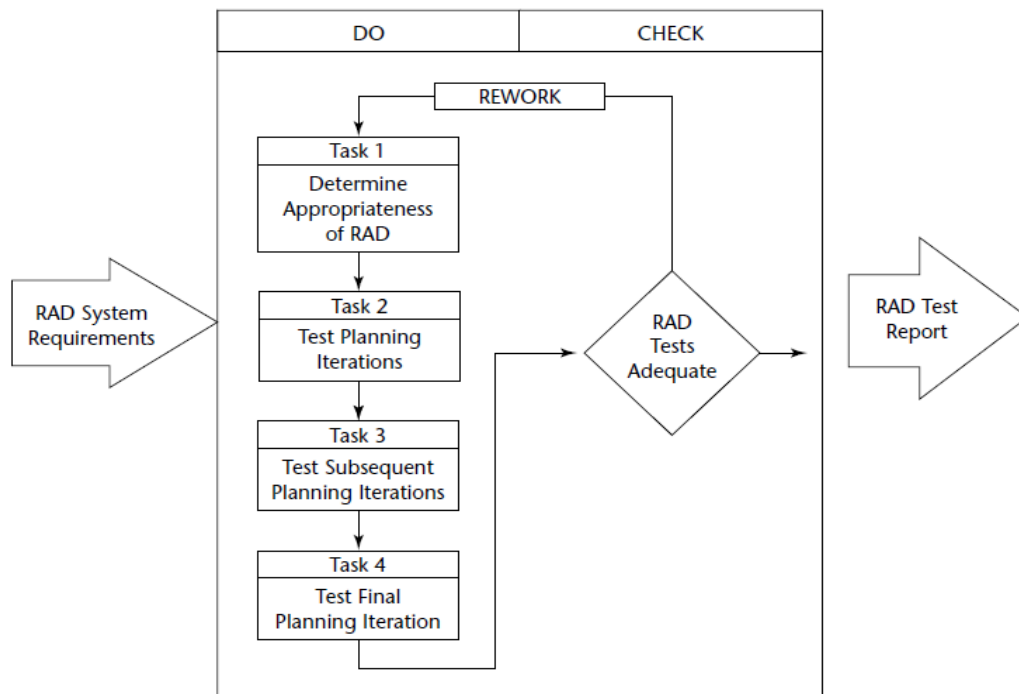 DO
CHECK
REWORK
Task 1
Determine
Appropriateness
of RAD
RAD System
Requirements
Task 2
Test Planning
Iterations
RAD
Tests
Adequate
RAD Test
Report
Task 3
Test Subsequent
Planning Iterations
Task 4
Test Final
Planning Iteration